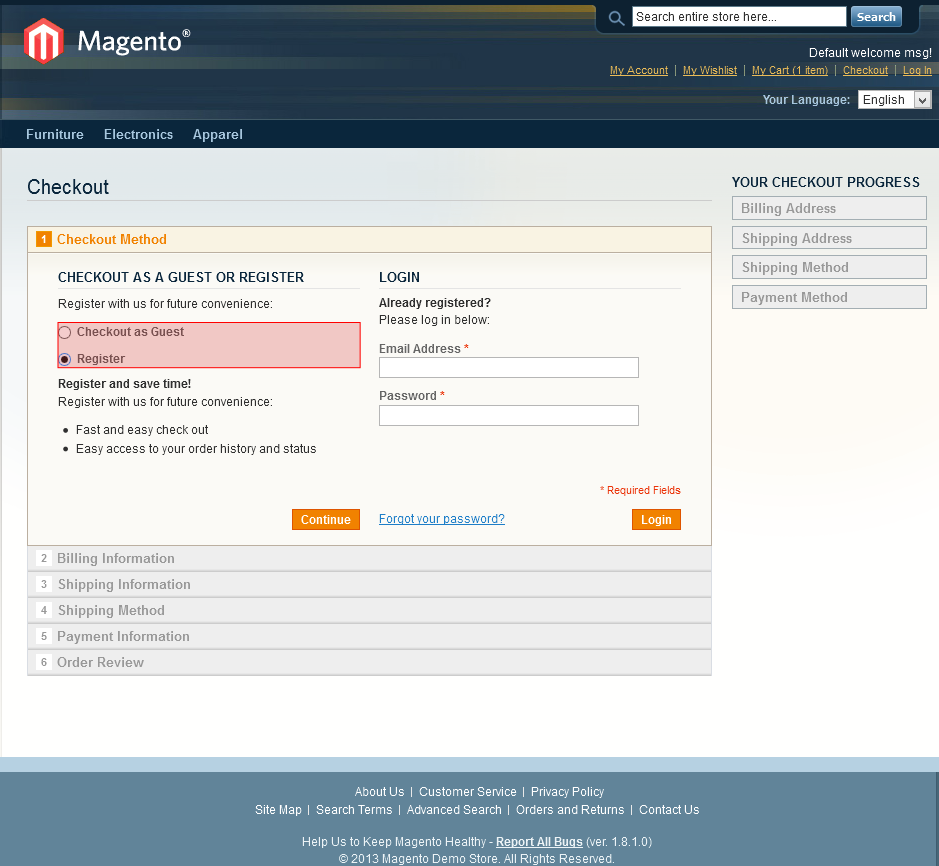 Search entire store here... Search
Magento®
Default welcome msg!
My Account | My Wishlist | My Cart (1 item) | Checkout | Log In
Your Language: English
Furniture Electronics Apparel
Checkout
1 Checkout Method
CHECKOUT AS A GUEST OR REGISTER
Register with us for future convenience:
Checkout as Guest
Register
Register and save time!
Register with us for future convenience:
• Fast and easy check out
• Easy access to your order history and status
Continue
LOGIN
Already registered?
Please log in below:
Email Address *
Password *
* Required Fields
Forgot your password? Login
2 Billing Information
3 Shipping Information
4 Shipping Method
5 Payment Information
6 Order Review
YOUR CHECKOUT PROGRESS
Billing Address
Shipping Address
Shipping Method
Payment Method
About Us | Customer Service | Privacy Policy
Site Map | Search Terms | Advanced Search | Orders and Returns | Contact Us
Help Us to Keep Magento Healthy - Report All Bugs (ver. 1.8.1.0)
© 2013 Magento Demo Store. All Rights Reserved.